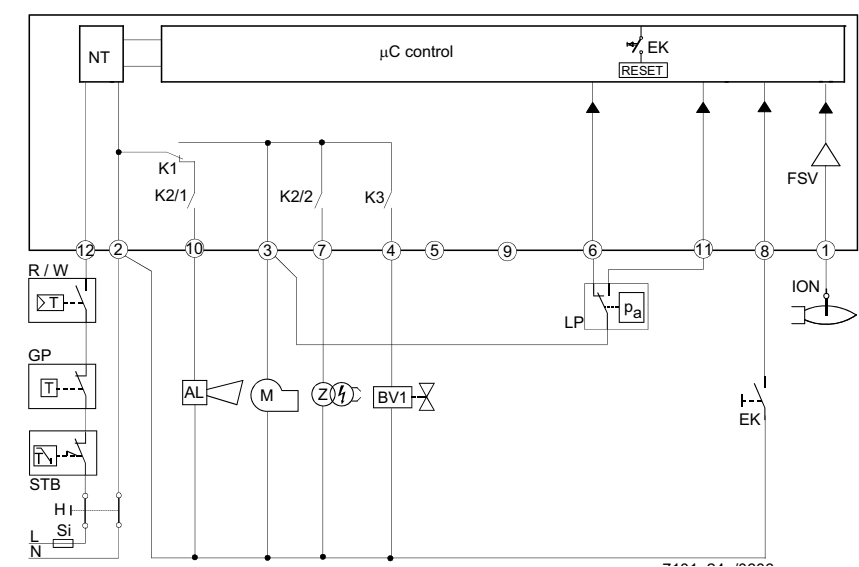 NT
μC control
EK
RESET
FSV
K1
K2/1
K2/2
K3
12
2
10
3
7
4
5
9
6
11
8
1
R / W
T
LP
pa
ION
GP
T
AL
M
Z
BV1
EK
T
STB
H
L
Si
N